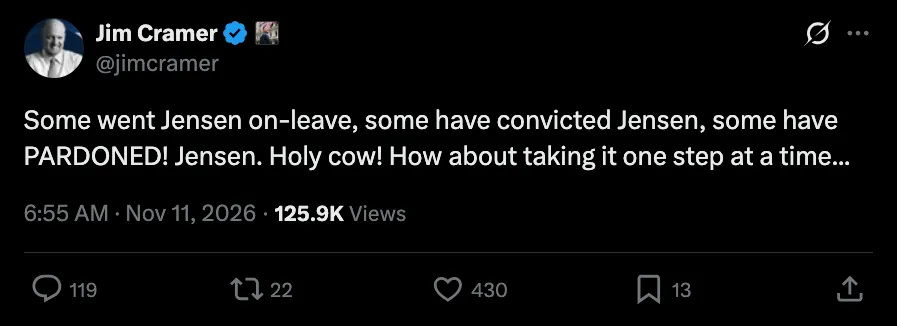 Jim Cramer
@jimcramer
Some went Jensen on-leave, some have convicted Jensen, some have
PARDONED! Jensen. Holy cow! How about taking it one step at a time...
6:55 AM · Nov 11, 2026 · 125.9K Views
119 22 430 13